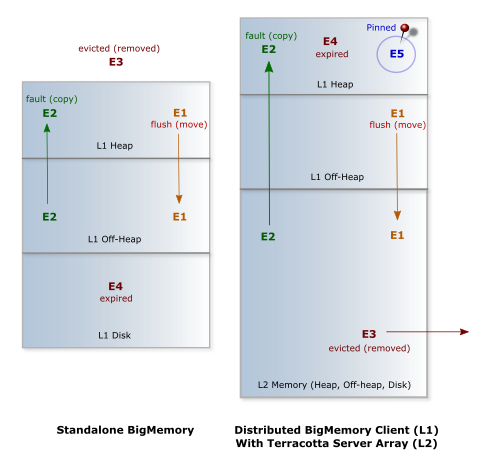 evicted (removed)
E3
fault (copy)
E2
E1
flush (move)
L1 Heap
E2
E1
L1 Off-Heap
E4
expired
L1 Disk
Standalone BigMemory
Pinned
fault (copy)
E2
E4
expired
E5
L1 Heap
E1
flush (move)
L1 Off-Heap
E2
E1
E3
evicted (removed)
L2 Memory (Heap, Off-heap, Disk)
Distributed BigMemory Client (L1)
With Terracotta Server Array (L2)